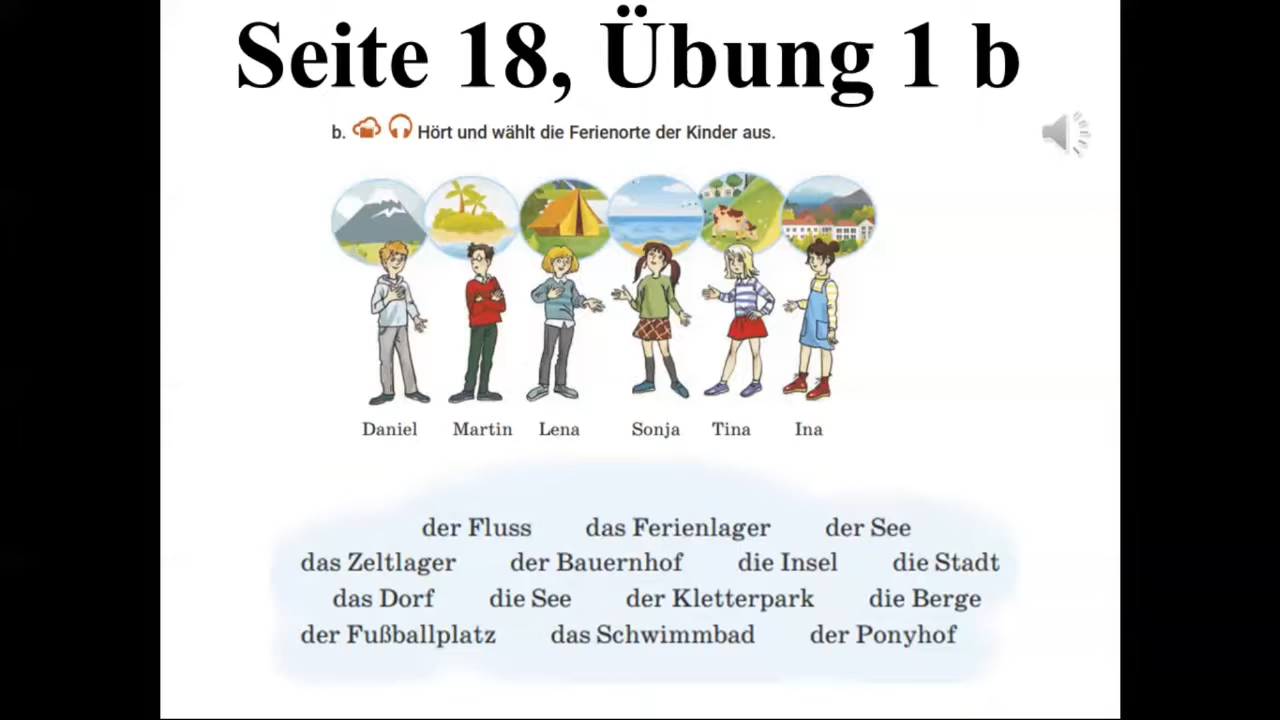 Seite 18, Übung 1 b
b. Hört und wählt die Ferienorte der Kinder aus.
Daniel Martin Lena Sonja Tina Ina
der Fluss das Ferienlager der See
das Zeltlager der Bauernhof die Insel die Stadt
das Dorf die See der Kletterpark die Berge
der Fußballplatz das Schwimmbad der Ponyhof